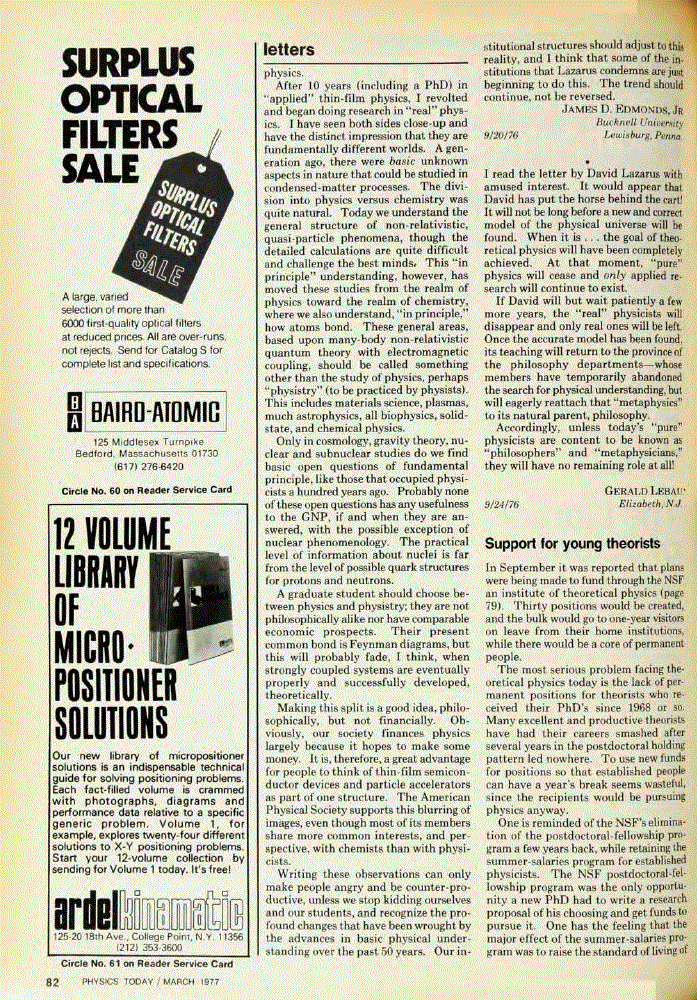 SURPLUS
OPTICAL
FILTERS
SALE
SURPLUS
OPTICAL
FILTERS
SALE
A large, varied
selection of more than
6000 first-quality optical filters
at reduced prices. All are over-runs,
not rejects. Send for Catalog S for
complete list and specifications.
B
A
BAIRD-ATOMIC
125 Middlesex Turnpike
Bedford, Massachusetts 01730
(617) 276-6420
Circle No. 60 on Reader Service Card
12 VOLUME
LIBRARY
OF
MICRO-
POSITIONER
SOLUTIONS
Our new library of micropositioner
solutions is an indispensable technical
guide for solving positioning problems.
Each fact-filled volume is crammed
with photographs, diagrams and
performance data relative to a specific
generic problem. Volume 1, for
example, explores twenty-four different
solutions to X-Y positioning problems.
Start your 12-volume collection by
sending for Volume 1 today. It's free!
ardel kinamatic
125-20 18th Ave., College Point, N.Y. 11356
(212) 353-3600
Circle No. 61 on Reader Service Card
letters
physics.
After 10 years (including a PhD) in
"applied" thin-film physics, I revolted
and began doing research in "real" phys-
ics. I have seen both sides close-up and
have the distinct impression that they are
fundamentally different worlds. A gen-
eration ago, there were basic unknown
aspects in nature that could be studied in
condensed-matter processes. The divi-
sion into physics versus chemistry was
quite natural. Today we understand the
general structure of non-relativistic,
quasi-particle phenomena, though the
detailed calculations are quite difficult
and challenge the best minds. This "in
principle" understanding, however, has
moved these studies from the realm of
physics toward the realm of chemistry,
where we also understand, "in principle,"
how atoms bond. These general areas,
based upon many-body non-relativistic
quantum theory with electromagnetic
coupling, should be called something
other than the study of physics, perhaps
"physistry" (to be practiced by physists).
This includes materials science, plasmas,
much astrophysics, all biophysics, solid-
state, and chemical physics.
Only in cosmology, gravity theory, nu-
clear and subnuclear studies do we find
basic open questions of fundamental
principle, like those that occupied physi-
cists a hundred years ago. Probably none
of these open questions has any usefulness
to the GNP, if and when they are an-
swered, with the possible exception of
nuclear phenomenology. The practical
level of information about nuclei is far
from the level of possible quark structures
for protons and neutrons.
A graduate student should choose be-
tween physics and physistry; they are not
philosophically alike nor have comparable
economic prospects. Their present
common bond is Feynman diagrams, but
this will probably fade, I think, when
strongly coupled systems are eventually
properly and successfully developed,
theoretically.
Making this split is a good idea, philo-
sophically, but not financially. Ob-
viously, our society finances physics
largely because it hopes to make some
money. It is, therefore, a great advantage
for people to think of thin-film semicon-
ductor devices and particle accelerators
as part of one structure. The American
Physical Society supports this blurring of
images, even though most of its members
share more common interests, and per-
spective, with chemists than with physi-
cists.
Writing these observations can only
make people angry and be counter-pro-
ductive, unless we stop kidding ourselves
and our students, and recognize the pro-
found changes that have been wrought by
the advances in basic physical under-
standing over the past 50 years. Our in-
stitutional structures should adjust to this
reality, and I think that some of the in-
stitutions that Lazarus condemns are just
beginning to do this. The trend should
continue, not be reversed.
JAMES D. EDMONDS, JR
Bucknell University
9/20/76 Lewisburg, Penna.
I read the letter by David Lazarus with
amused interest. It would appear that
David has put the horse behind the cart!
It will not be long before a new and correct
model of the physical universe will be
found. When it is . . . the goal of theo-
retical physics will have been completely
achieved. At that moment, "pure"
physics will cease and only applied re-
search will continue to exist.
If David will but wait patiently a few
more years, the "real" physicists will
disappear and only real ones will be left.
Once the accurate model has been found,
its teaching will return to the province of
the philosophy departments—whose
members have temporarily abandoned
the search for physical understanding, but
will eagerly reattach that "metaphysics"
to its natural parent, philosophy.
Accordingly, unless today's "pure"
physicists are content to be known as
"philosophers" and "metaphysicians,"
they will have no remaining role at all!
GERALD LEBAU
9/24/76 Elizabeth, N.J.
Support for young theorists
In September it was reported that plans
were being made to fund through the NSF
an institute of theoretical physics (page
79). Thirty positions would be created,
and the bulk would go to one-year visitors
on leave from their home institutions,
while there would be a core of permanent
people.
The most serious problem facing the-
oretical physics today is the lack of per-
manent positions for theorists who re-
ceived their PhD's since 1968 or so.
Many excellent and productive theorists
have had their careers smashed after
several years in the postdoctoral holding
pattern led nowhere. To use new funds
for positions so that established people
can have a year's break seems wasteful,
since the recipients would be pursuing
physics anyway.
One is reminded of the NSF's elimina-
tion of the postdoctoral-fellowship pro-
gram a few years back, while retaining the
summer-salaries program for established
physicists. The NSF postdoctoral-fel-
lowship program was the only opportu-
nity a new PhD had to write a research
proposal of his choosing and get funds to
pursue it. One has the feeling that the
major effect of the summer-salaries pro-
gram was to raise the standard of living of
82 PHYSICS TODAY / MARCH 1977